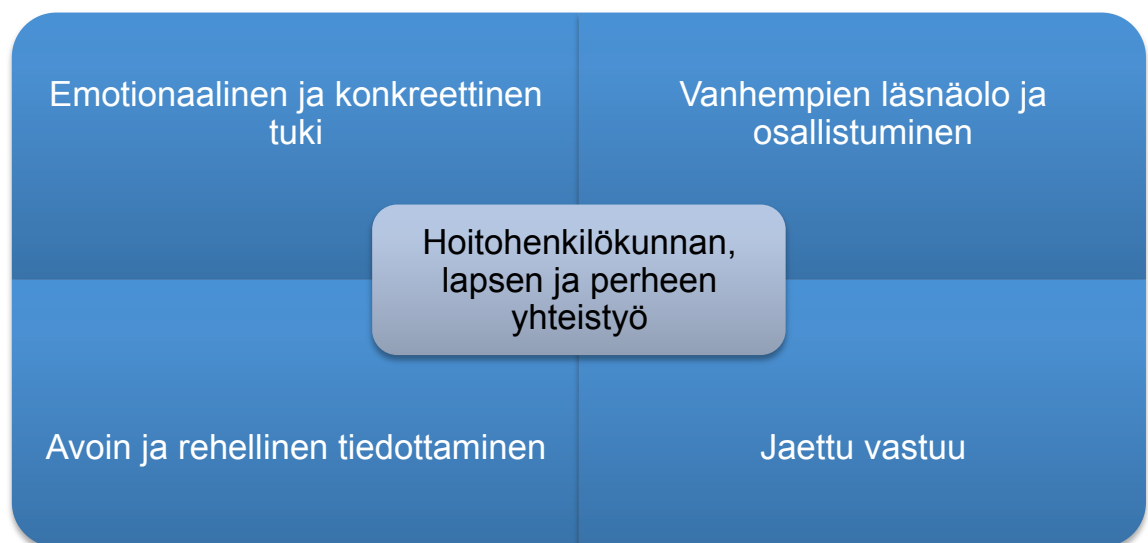 Emotionaalinen ja konkreettinen
tuki
Vanhempien läsnäolo ja
osallistuminen
Hoitohenkilökunnan,
lapsen ja perheen
yhteistyö
Avoin ja rehellinen tiedottaminen
Jaettu vastuu